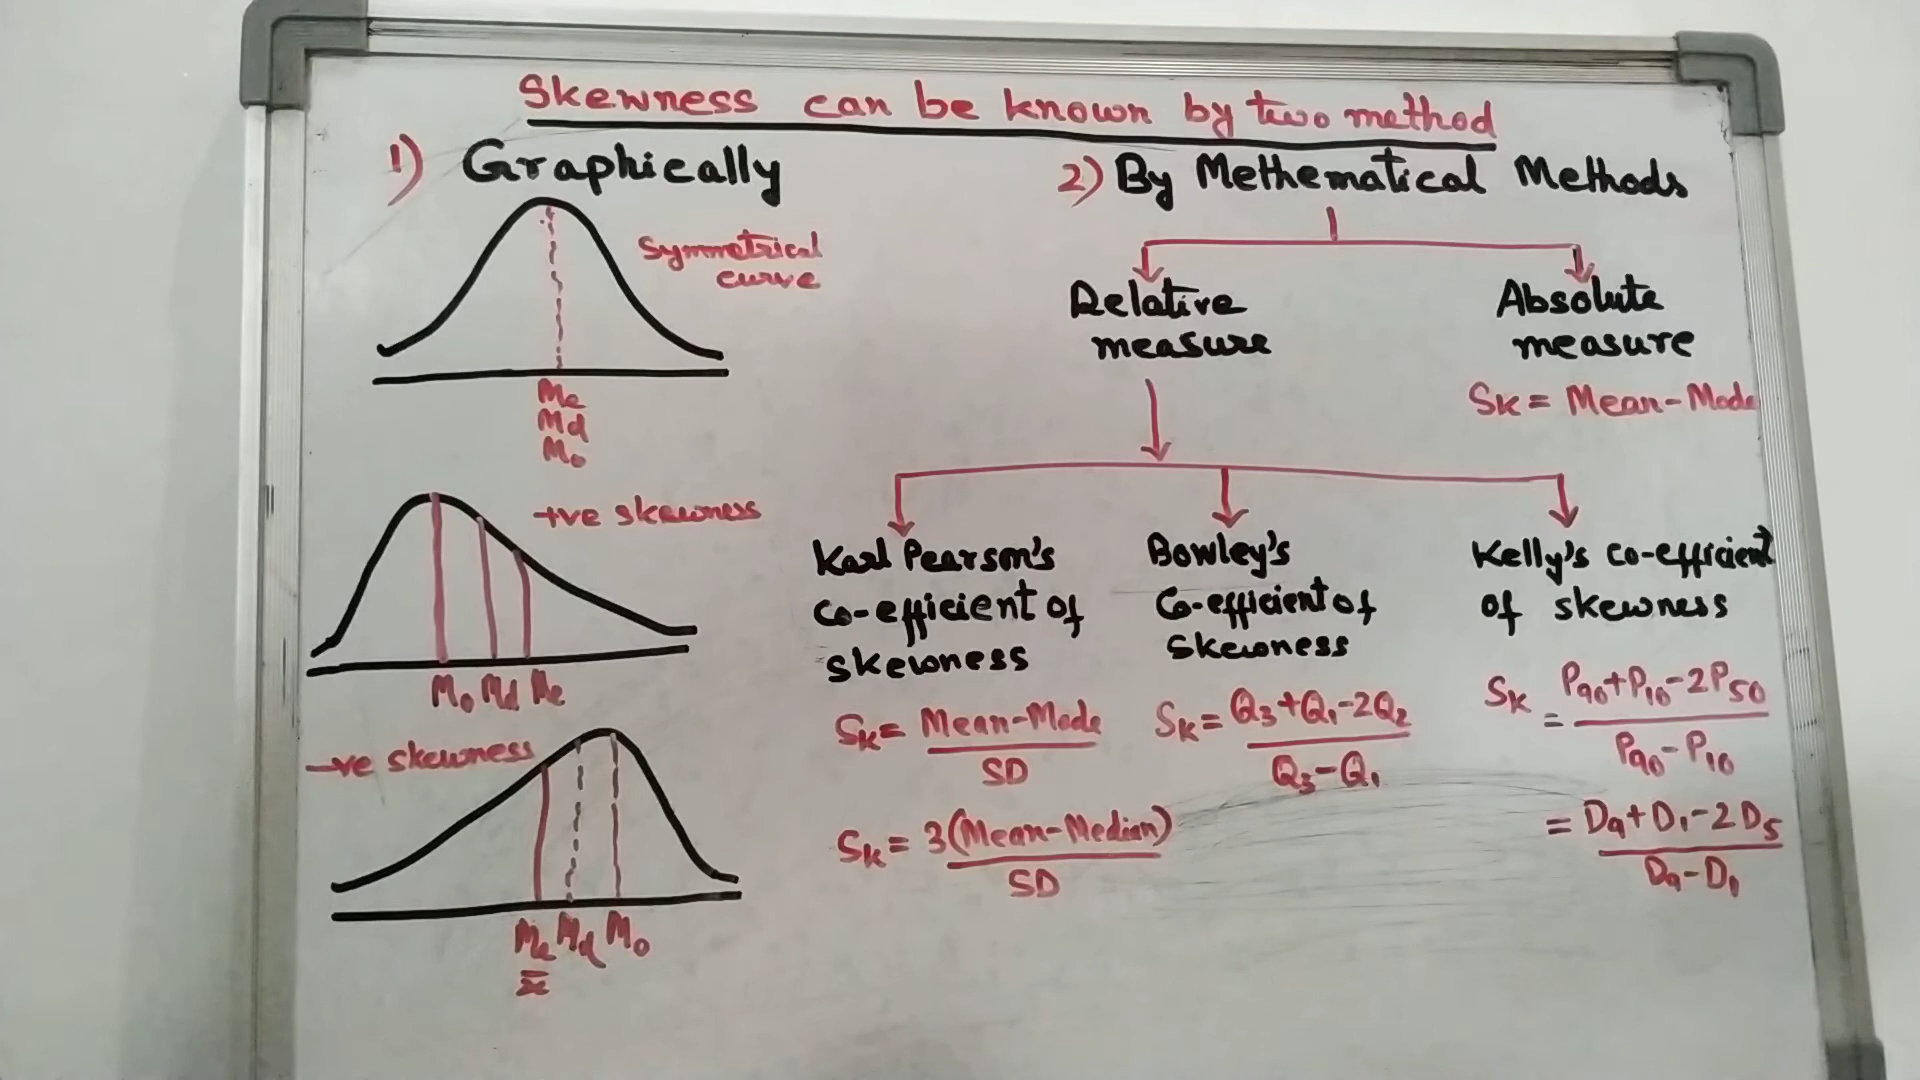 Skewness can be known by two method
1) Graphically
Symmetrical
curve
Me
Md
Mo
+ve skewness
Mo Md Me
-ve skewness
Me Md Mo
x̄
2) By Methematical Methods
Relative
measure
Absolute
measure
Sk = Mean-Mode
Karl Pearson's
Co-efficient of
skewness
Sk = Mean-Mode
SD
Sk = 3(Mean-Median)
SD
Bowley's
Co-efficient of
Skewness
Sk = Q3+Q1-2Q2
Q3-Q1
Kelly's co-efficient
of skewness
Sk = P90+P10-2P50
P90-P10
= D9+D1-2D5
D9-D1